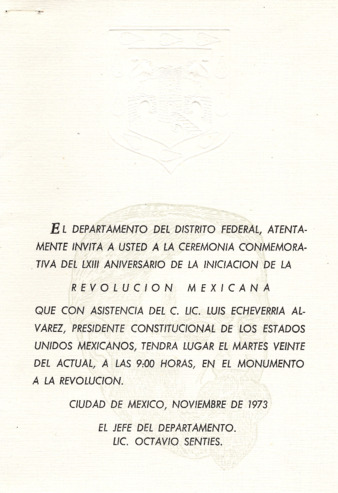 EL DEPARTAMENTO DEL DISTRITO FEDERAL, ATENTA-
MENTE INVITA A USTED A LA CEREMONIA CONMEMORA-
TIVA DEL LXIII ANIVERSARIO DE LA INICIACION DE LA
REVOLUCION MEXICANA
QUE CON ASISTENCIA DEL C. LIC. LUIS ECHEVERRIA AL-
VAREZ, PRESIDENTE CONSTITUCIONAL DE LOS ESTADOS
UNIDOS MEXICANOS, TENDRA LUGAR EL MARTES VEINTE
DEL ACTUAL, A LAS 9:00 HORAS, EN EL MONUMENTO
A LA REVOLUCION.
CIUDAD DE MEXICO, NOVIEMBRE DE 1973
EL JEFE DEL DEPARTAMENTO.
LIC. OCTAVIO SENTIES.